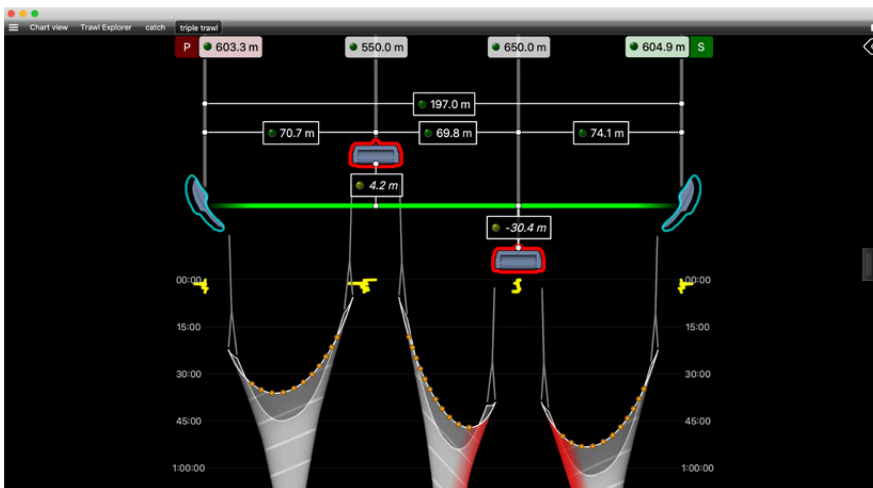 Chart view Trawl Explorer catch triple trawl
P 603.3 m 550.0 m 650.0 m 604.9 m S
197.0 m
70.7 m 69.8 m 74.1 m
4.2 m
-30.4 m
00:00 00:00
15:00 15:00
30:00 30:00
45:00 45:00
1:00:00 1:00:00